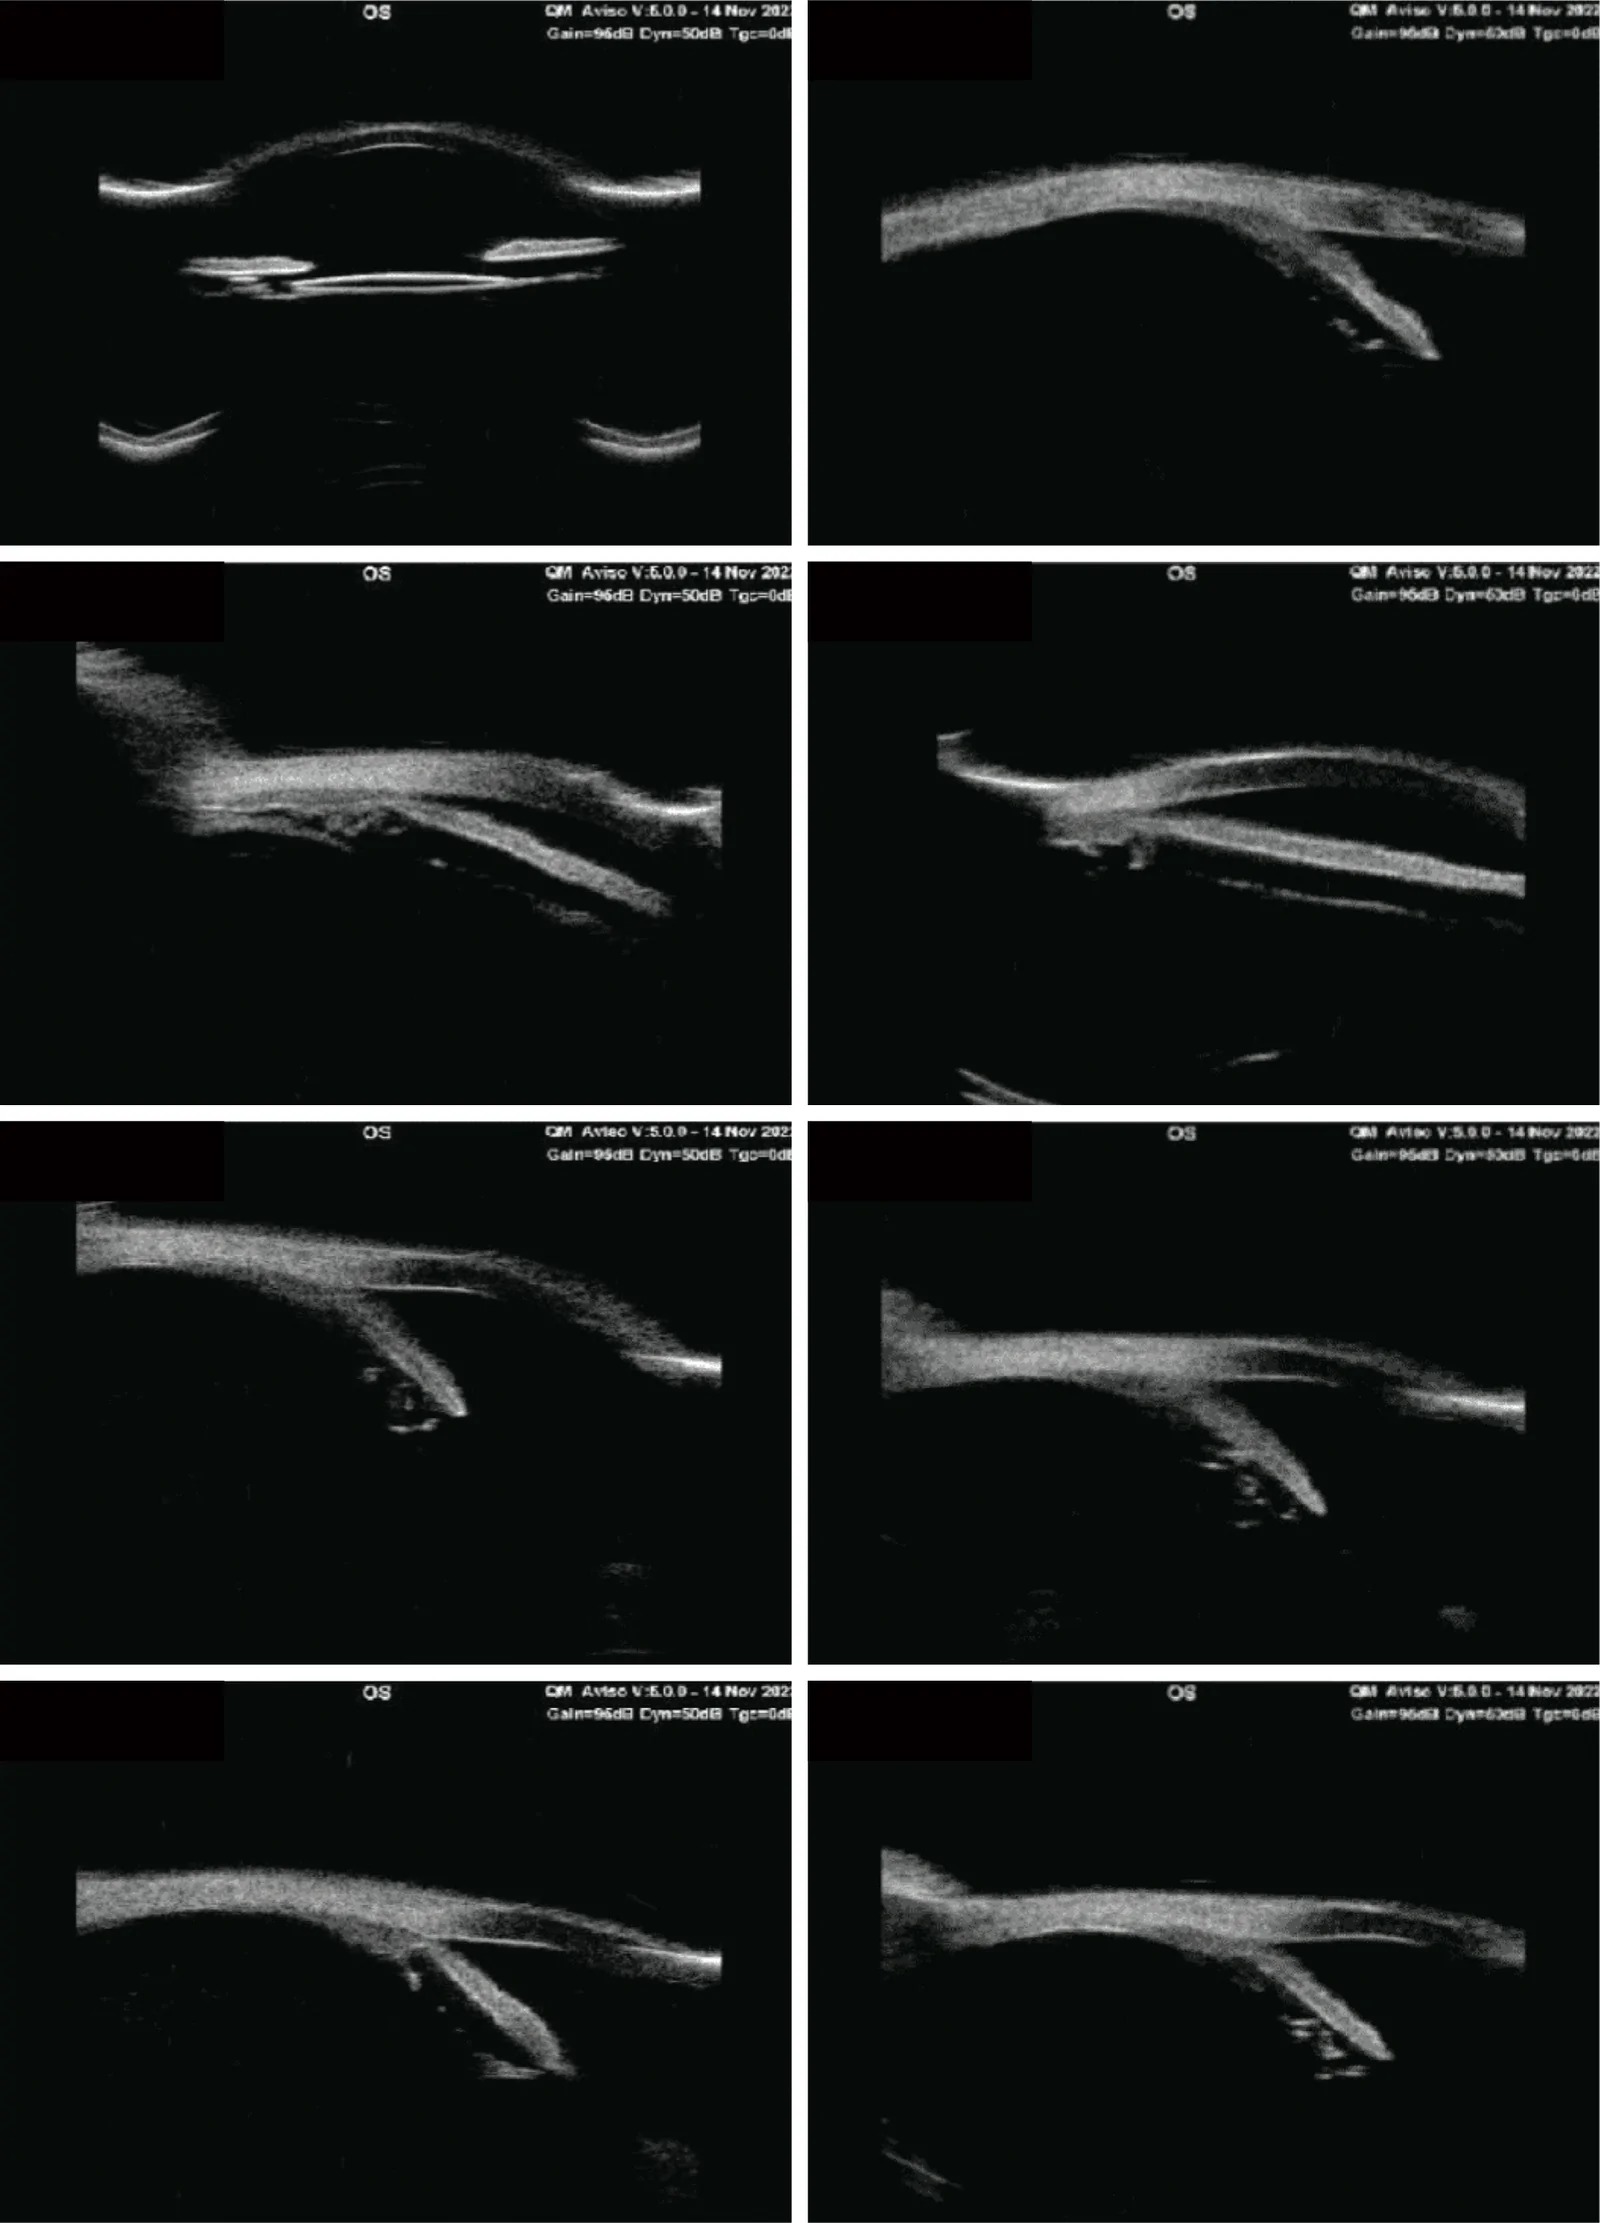 OS
QM Aviso V:5.0.0 - 14 Nov 202
Gain=96dB Dyn=50dB Tgc=0dB
OS
QM Aviso V:5.0.0 - 14 Nov 2022
Gain=96dB Dyn=50dB Tgc=0dB
OS
QM Aviso V:5.0.0 - 14 Nov 202
Gain=96dB Dyn=50dB Tgc=0dB
OS
QM Aviso V:5.0.0 - 14 Nov 2022
Gain=96dB Dyn=50dB Tgc=0dB
OS
QM Aviso V:5.0.0 - 14 Nov 202
Gain=96dB Dyn=50dB Tgc=0dB
OS
QM Aviso V:5.0.0 - 14 Nov 2022
Gain=96dB Dyn=50dB Tgc=0dB
OS
QM Aviso V:5.0.0 - 14 Nov 202
Gain=96dB Dyn=50dB Tgc=0dB
OS
QM Aviso V:5.0.0 - 14 Nov 2022
Gain=96dB Dyn=50dB Tgc=0dB